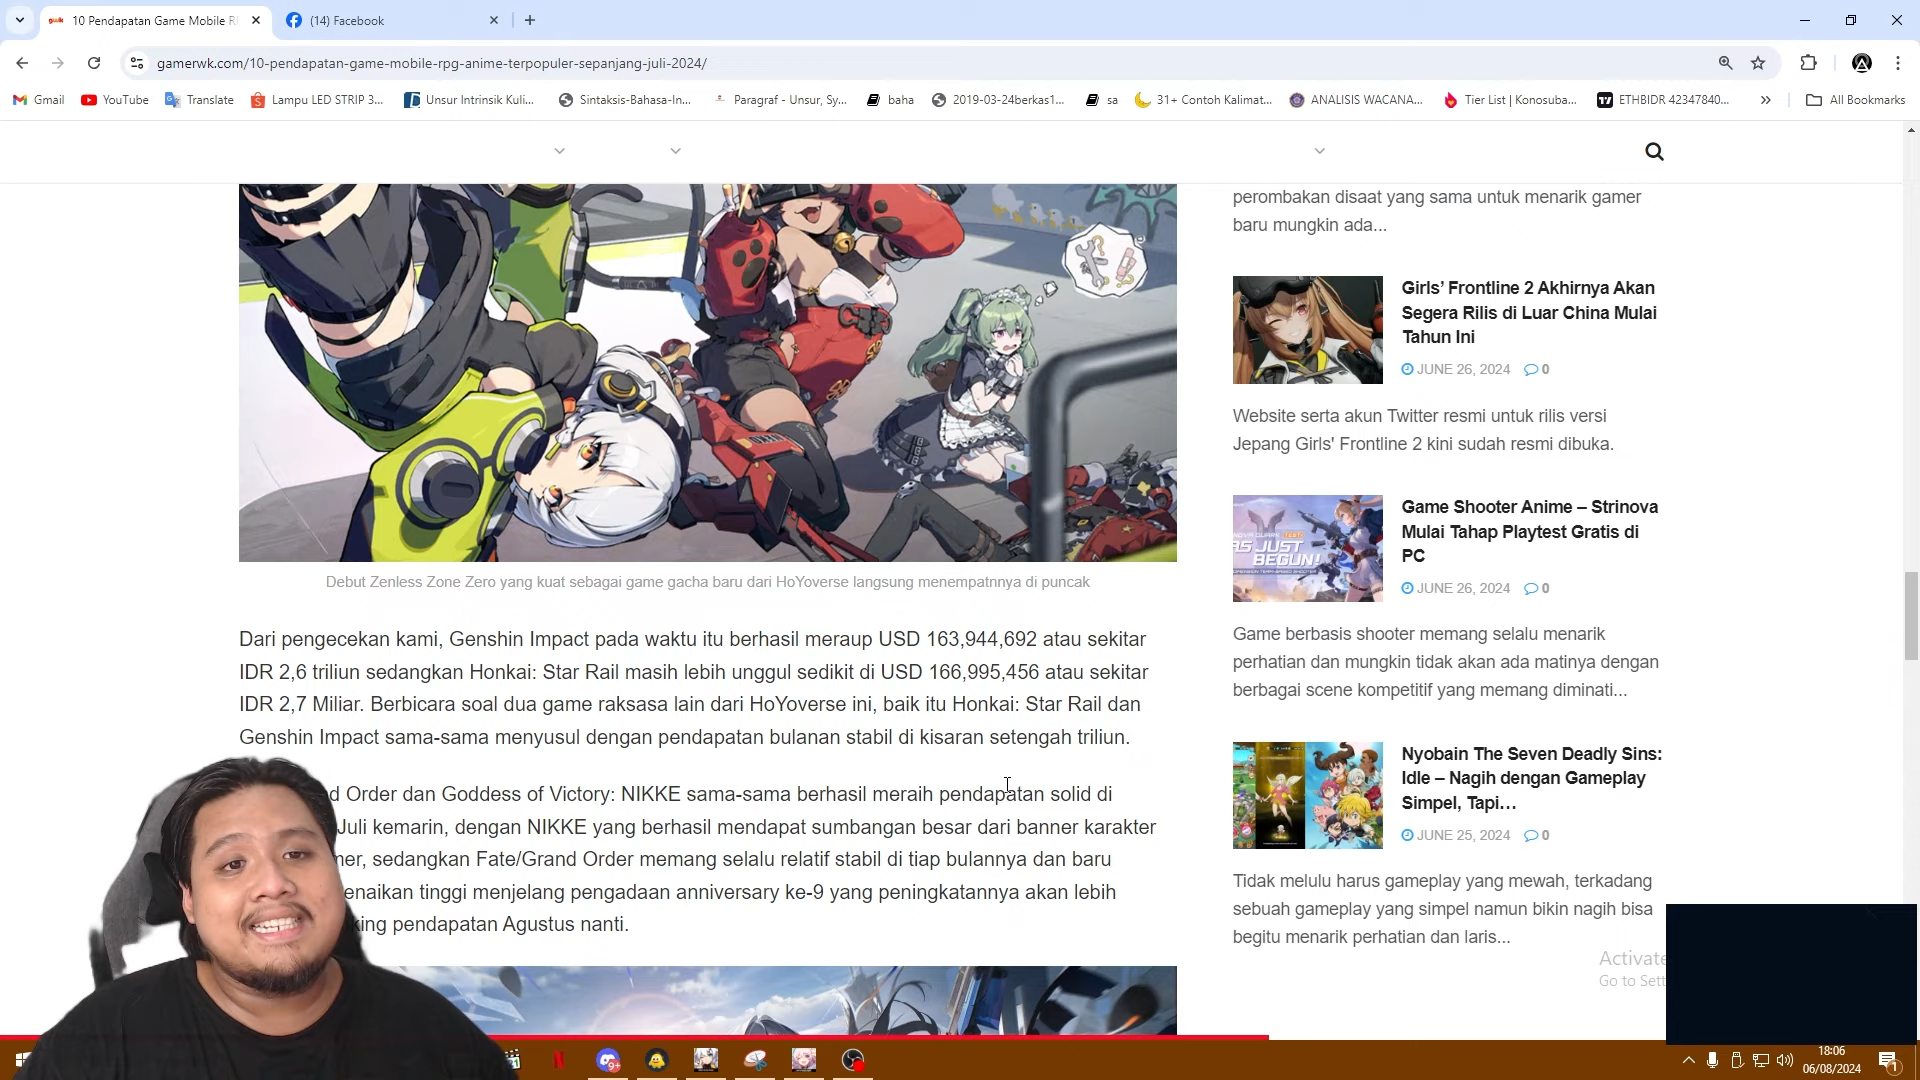 10 Pendapatan Game Mobile R
(14) Facebook
gamerwk.com/10-pendapatan-game-mobile-rpg-anime-terpopuler-sepanjang-juli-2024/
Gmail
YouTube
Translate
Lampu LED STRIP 3...
Unsur Intrinsik Kuli...
Sintaksis-Bahasa-In...
Paragraf - Unsur, Sy...
baha
2019-03-24berkas1...
sa
31+ Contoh Kalimat...
ANALISIS WACANA...
Tier List | Konosuba...
ETHBIDR 42347840...
All Bookmarks
Debut Zenless Zone Zero yang kuat sebagai game gacha baru dari HoYoverse langsung menempatnnya di puncak
Dari pengecekan kami, Genshin Impact pada waktu itu berhasil meraup USD 163,944,692 atau sekitar
IDR 2,6 triliun sedangkan Honkai: Star Rail masih lebih unggul sedikit di USD 166,995,456 atau sekitar
IDR 2,7 Miliar. Berbicara soal dua game raksasa lain dari HoYoverse ini, baik itu Honkai: Star Rail dan
Genshin Impact sama-sama menyusul dengan pendapatan bulanan stabil di kisaran setengah triliun.
d Order dan Goddess of Victory: NIKKE sama-sama berhasil meraih pendapatan solid di
Juli kemarin, dengan NIKKE yang berhasil mendapat sumbangan besar dari banner karakter
mer, sedangkan Fate/Grand Order memang selalu relatif stabil di tiap bulannya dan baru
enaikan tinggi menjelang pengadaan anniversary ke-9 yang peningkatannya akan lebih
king pendapatan Agustus nanti.
perombakan disaat yang sama untuk menarik gamer
baru mungkin ada...
Girls' Frontline 2 Akhirnya Akan
Segera Rilis di Luar China Mulai
Tahun Ini
JUNE 26, 2024 0
Website serta akun Twitter resmi untuk rilis versi
Jepang Girls' Frontline 2 kini sudah resmi dibuka.
AS JUST
BEGUN!
Game Shooter Anime – Strinova
Mulai Tahap Playtest Gratis di
PC
JUNE 26, 2024 0
Game berbasis shooter memang selalu menarik
perhatian dan mungkin tidak akan ada matinya dengan
berbagai scene kompetitif yang memang diminati...
Nyobain The Seven Deadly Sins:
Idle – Nagih dengan Gameplay
Simpel, Tapi…
JUNE 25, 2024 0
Tidak melulu harus gameplay yang mewah, terkadang
sebuah gameplay yang simpel namun bikin nagih bisa
begitu menarik perhatian dan laris...
Activate
Go to Sett
9+
18:06
06/08/2024
1